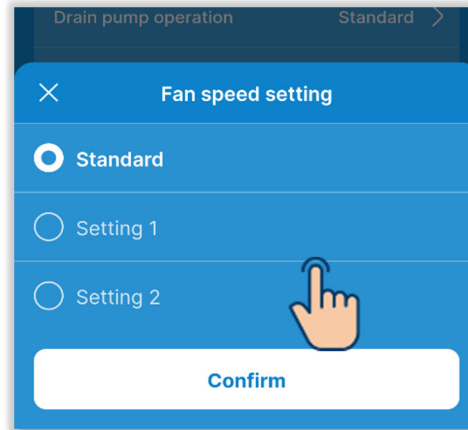 Drain pump operation Standard
Fan speed setting
Standard
Setting 1
Setting 2
Confirm